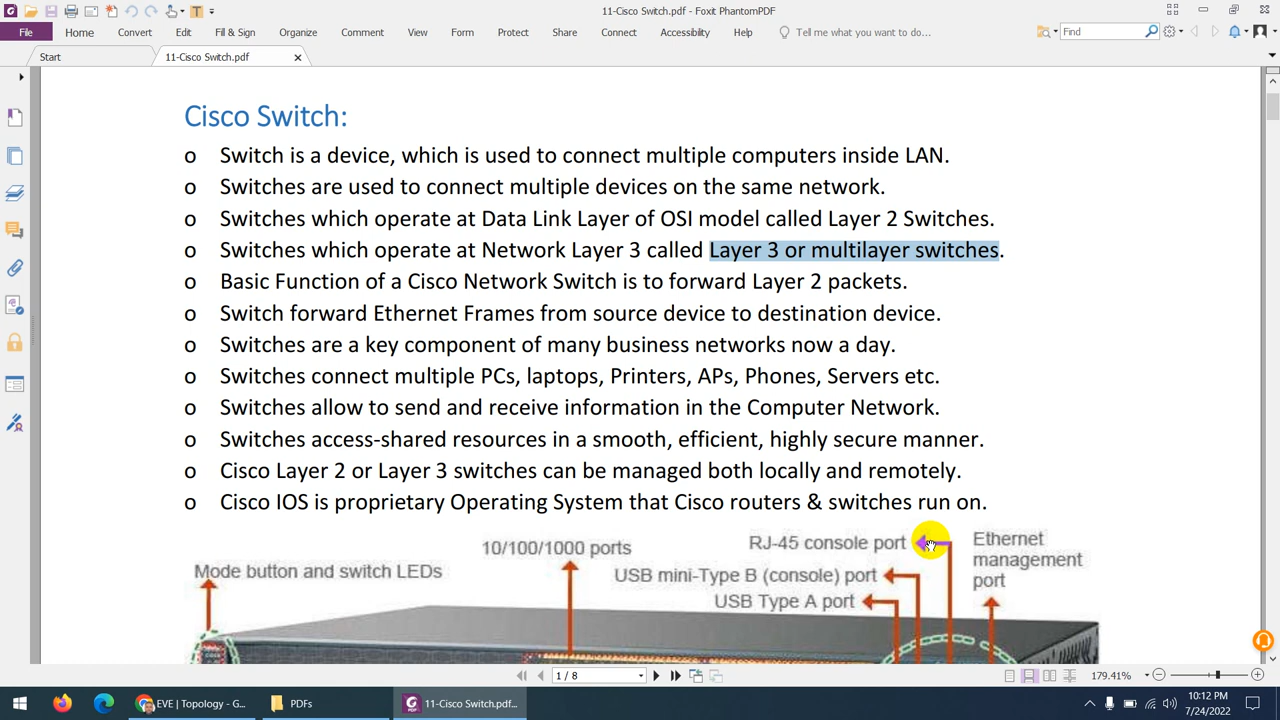 11-Cisco Switch.pdf - Foxit PhantomPDF
File Home Convert Edit Fill & Sign Organize Comment View Form Protect Share Connect Accessibility Help Tell me what you want to do... Find
Start 11-Cisco Switch.pdf
Cisco Switch:
o Switch is a device, which is used to connect multiple computers inside LAN.
o Switches are used to connect multiple devices on the same network.
o Switches which operate at Data Link Layer of OSI model called Layer 2 Switches.
o Switches which operate at Network Layer 3 called Layer 3 or multilayer switches.
o Basic Function of a Cisco Network Switch is to forward Layer 2 packets.
o Switch forward Ethernet Frames from source device to destination device.
o Switches are a key component of many business networks now a day.
o Switches connect multiple PCs, laptops, Printers, APs, Phones, Servers etc.
o Switches allow to send and receive information in the Computer Network.
o Switches access-shared resources in a smooth, efficient, highly secure manner.
o Cisco Layer 2 or Layer 3 switches can be managed both locally and remotely.
o Cisco IOS is proprietary Operating System that Cisco routers & switches run on.
RJ-45 console port
Ethernet
management
port
10/100/1000 ports
Mode button and switch LEDs
USB mini-Type B (console) port
USB Type A port
1 / 8
179.41%
EVE | Topology - G...
PDFs
11-Cisco Switch.pdf...
10:12 PM
7/24/2022